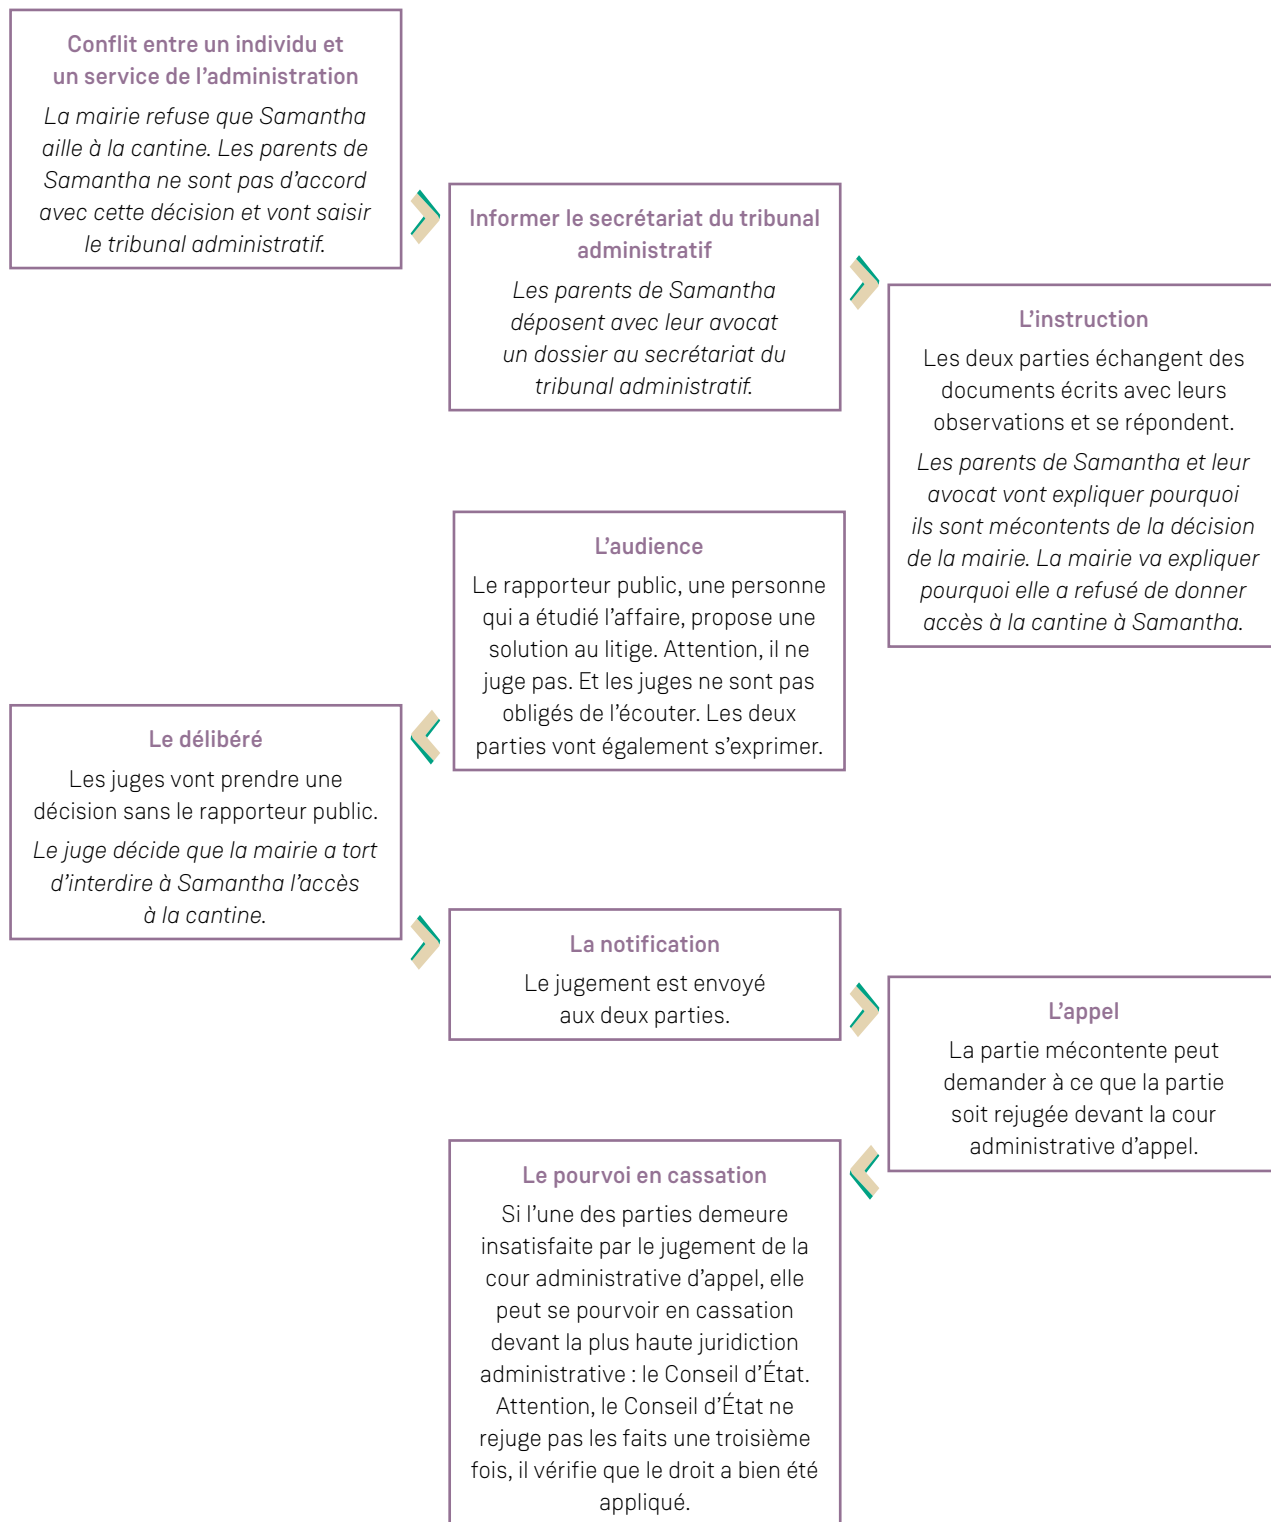 Conflit entre un individu et
un service de l’administration
La mairie refuse que Samantha
aille à la cantine. Les parents de
Samantha ne sont pas d’accord
avec cette décision et vont saisir
le tribunal administratif.
Informer le secrétariat du tribunal
administratif
Les parents de Samantha
déposent avec leur avocat
un dossier au secrétariat du
tribunal administratif.
L’instruction
Les deux parties échangent des
documents écrits avec leurs
observations et se répondent.
Les parents de Samantha et leur
avocat vont expliquer pourquoi
ils sont mécontents de la décision
de la mairie. La mairie va expliquer
pourquoi elle a refusé de donner
accès à la cantine à Samantha.
L’audience
Le rapporteur public, une personne
qui a étudié l’affaire, propose une
solution au litige. Attention, il ne
juge pas. Et les juges ne sont pas
obligés de l’écouter. Les deux
parties vont également s’exprimer.
Le délibéré
Les juges vont prendre une
décision sans le rapporteur public.
Le juge décide que la mairie a tort
d’interdire à Samantha l’accès
à la cantine.
La notification
Le jugement est envoyé
aux deux parties.
L’appel
La partie mécontente peut
demander à ce que la partie
soit rejugée devant la cour
administrative d’appel.
Le pourvoi en cassation
Si l’une des parties demeure
insatisfaite par le jugement de la
cour administrative d’appel, elle
peut se pourvoir en cassation
devant la plus haute juridiction
administrative : le Conseil d’État.
Attention, le Conseil d’État ne
rejuge pas les faits une troisième
fois, il vérifie que le droit a bien été
appliqué.